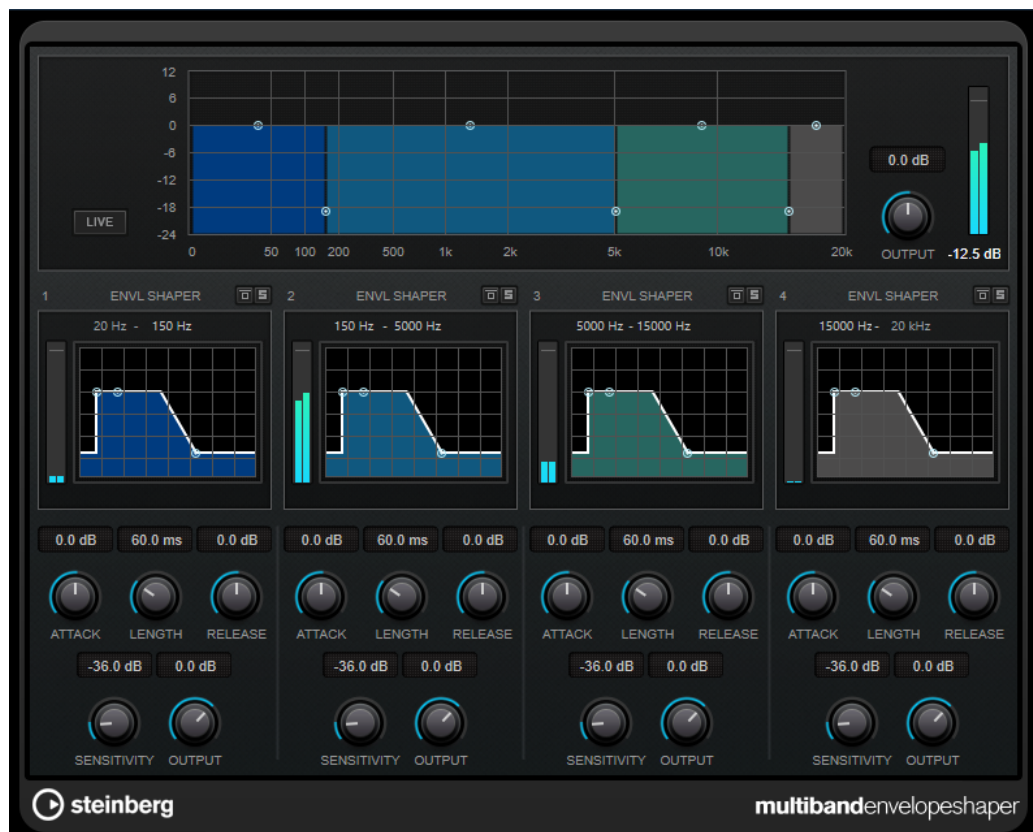 12
6
0
-6
-12
-18
-24
LIVE
0 50 100 200 500 1k 2k 5k 10k 20k
0.0 dB
OUTPUT -12.5 dB
1 ENVL SHAPER S 2 ENVL SHAPER S 3 ENVL SHAPER S 4 ENVL SHAPER S
20 Hz - 150 Hz 150 Hz - 5000 Hz 5000 Hz - 15000 Hz 15000 Hz - 20 kHz
0.0 dB 60.0 ms 0.0 dB 0.0 dB 60.0 ms 0.0 dB 0.0 dB 60.0 ms 0.0 dB 0.0 dB 60.0 ms 0.0 dB
ATTACK LENGTH RELEASE ATTACK LENGTH RELEASE ATTACK LENGTH RELEASE ATTACK LENGTH RELEASE
-36.0 dB 0.0 dB -36.0 dB 0.0 dB -36.0 dB 0.0 dB -36.0 dB 0.0 dB
SENSITIVITY OUTPUT SENSITIVITY OUTPUT SENSITIVITY OUTPUT SENSITIVITY OUTPUT
steinberg multibandenvelopeshaper